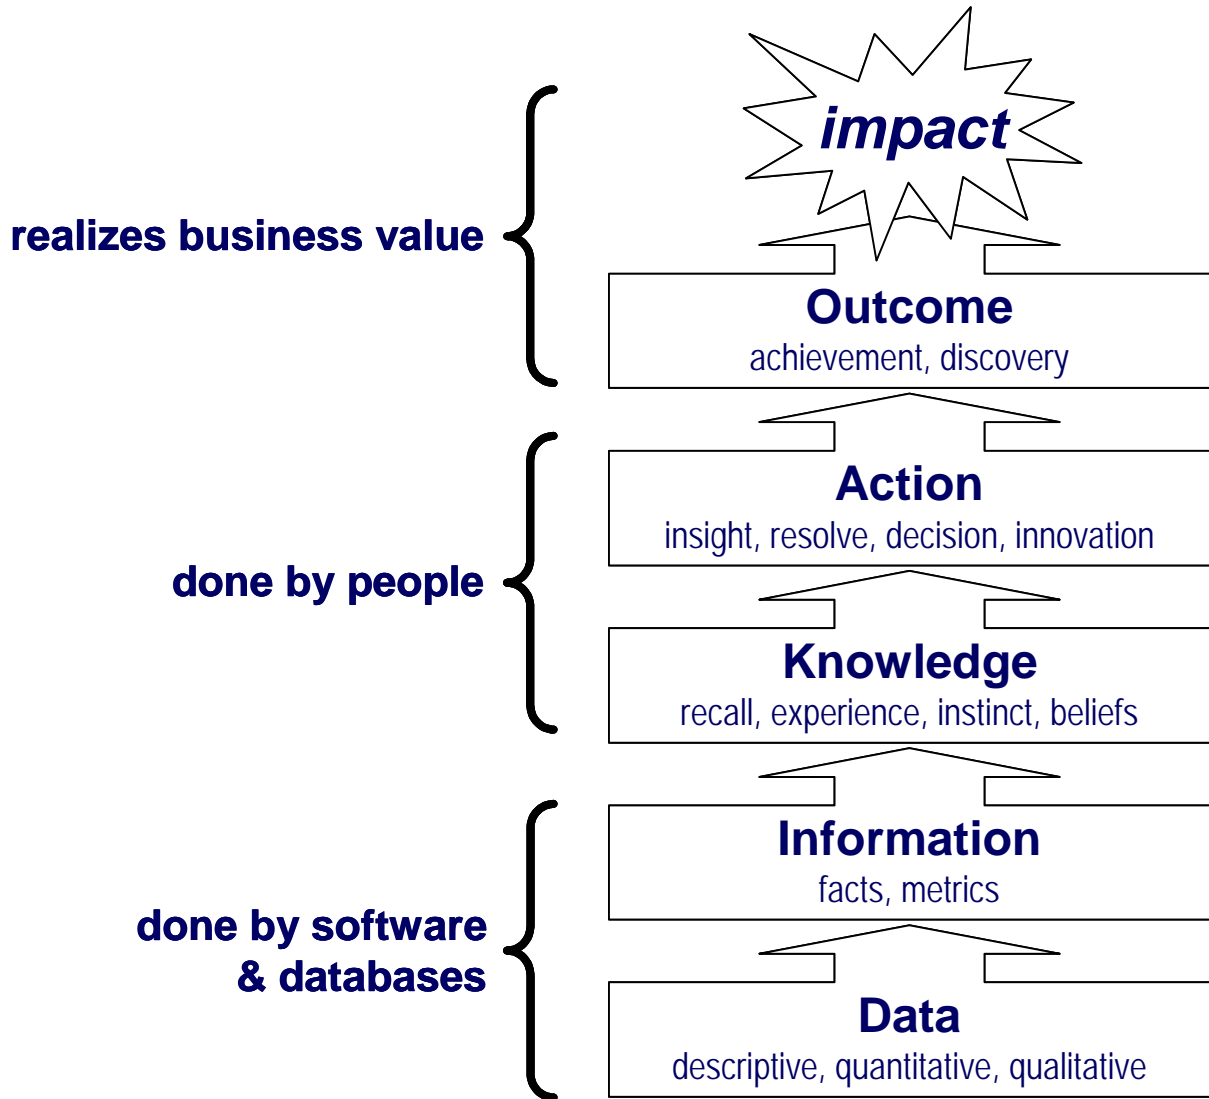 impact
realizes business value
Outcome
achievement, discovery
Action
insight, resolve, decision, innovation
done by people
Knowledge
recall, experience, instinct, beliefs
Information
facts, metrics
done by software
& databases
Data
descriptive, quantitative, qualitative